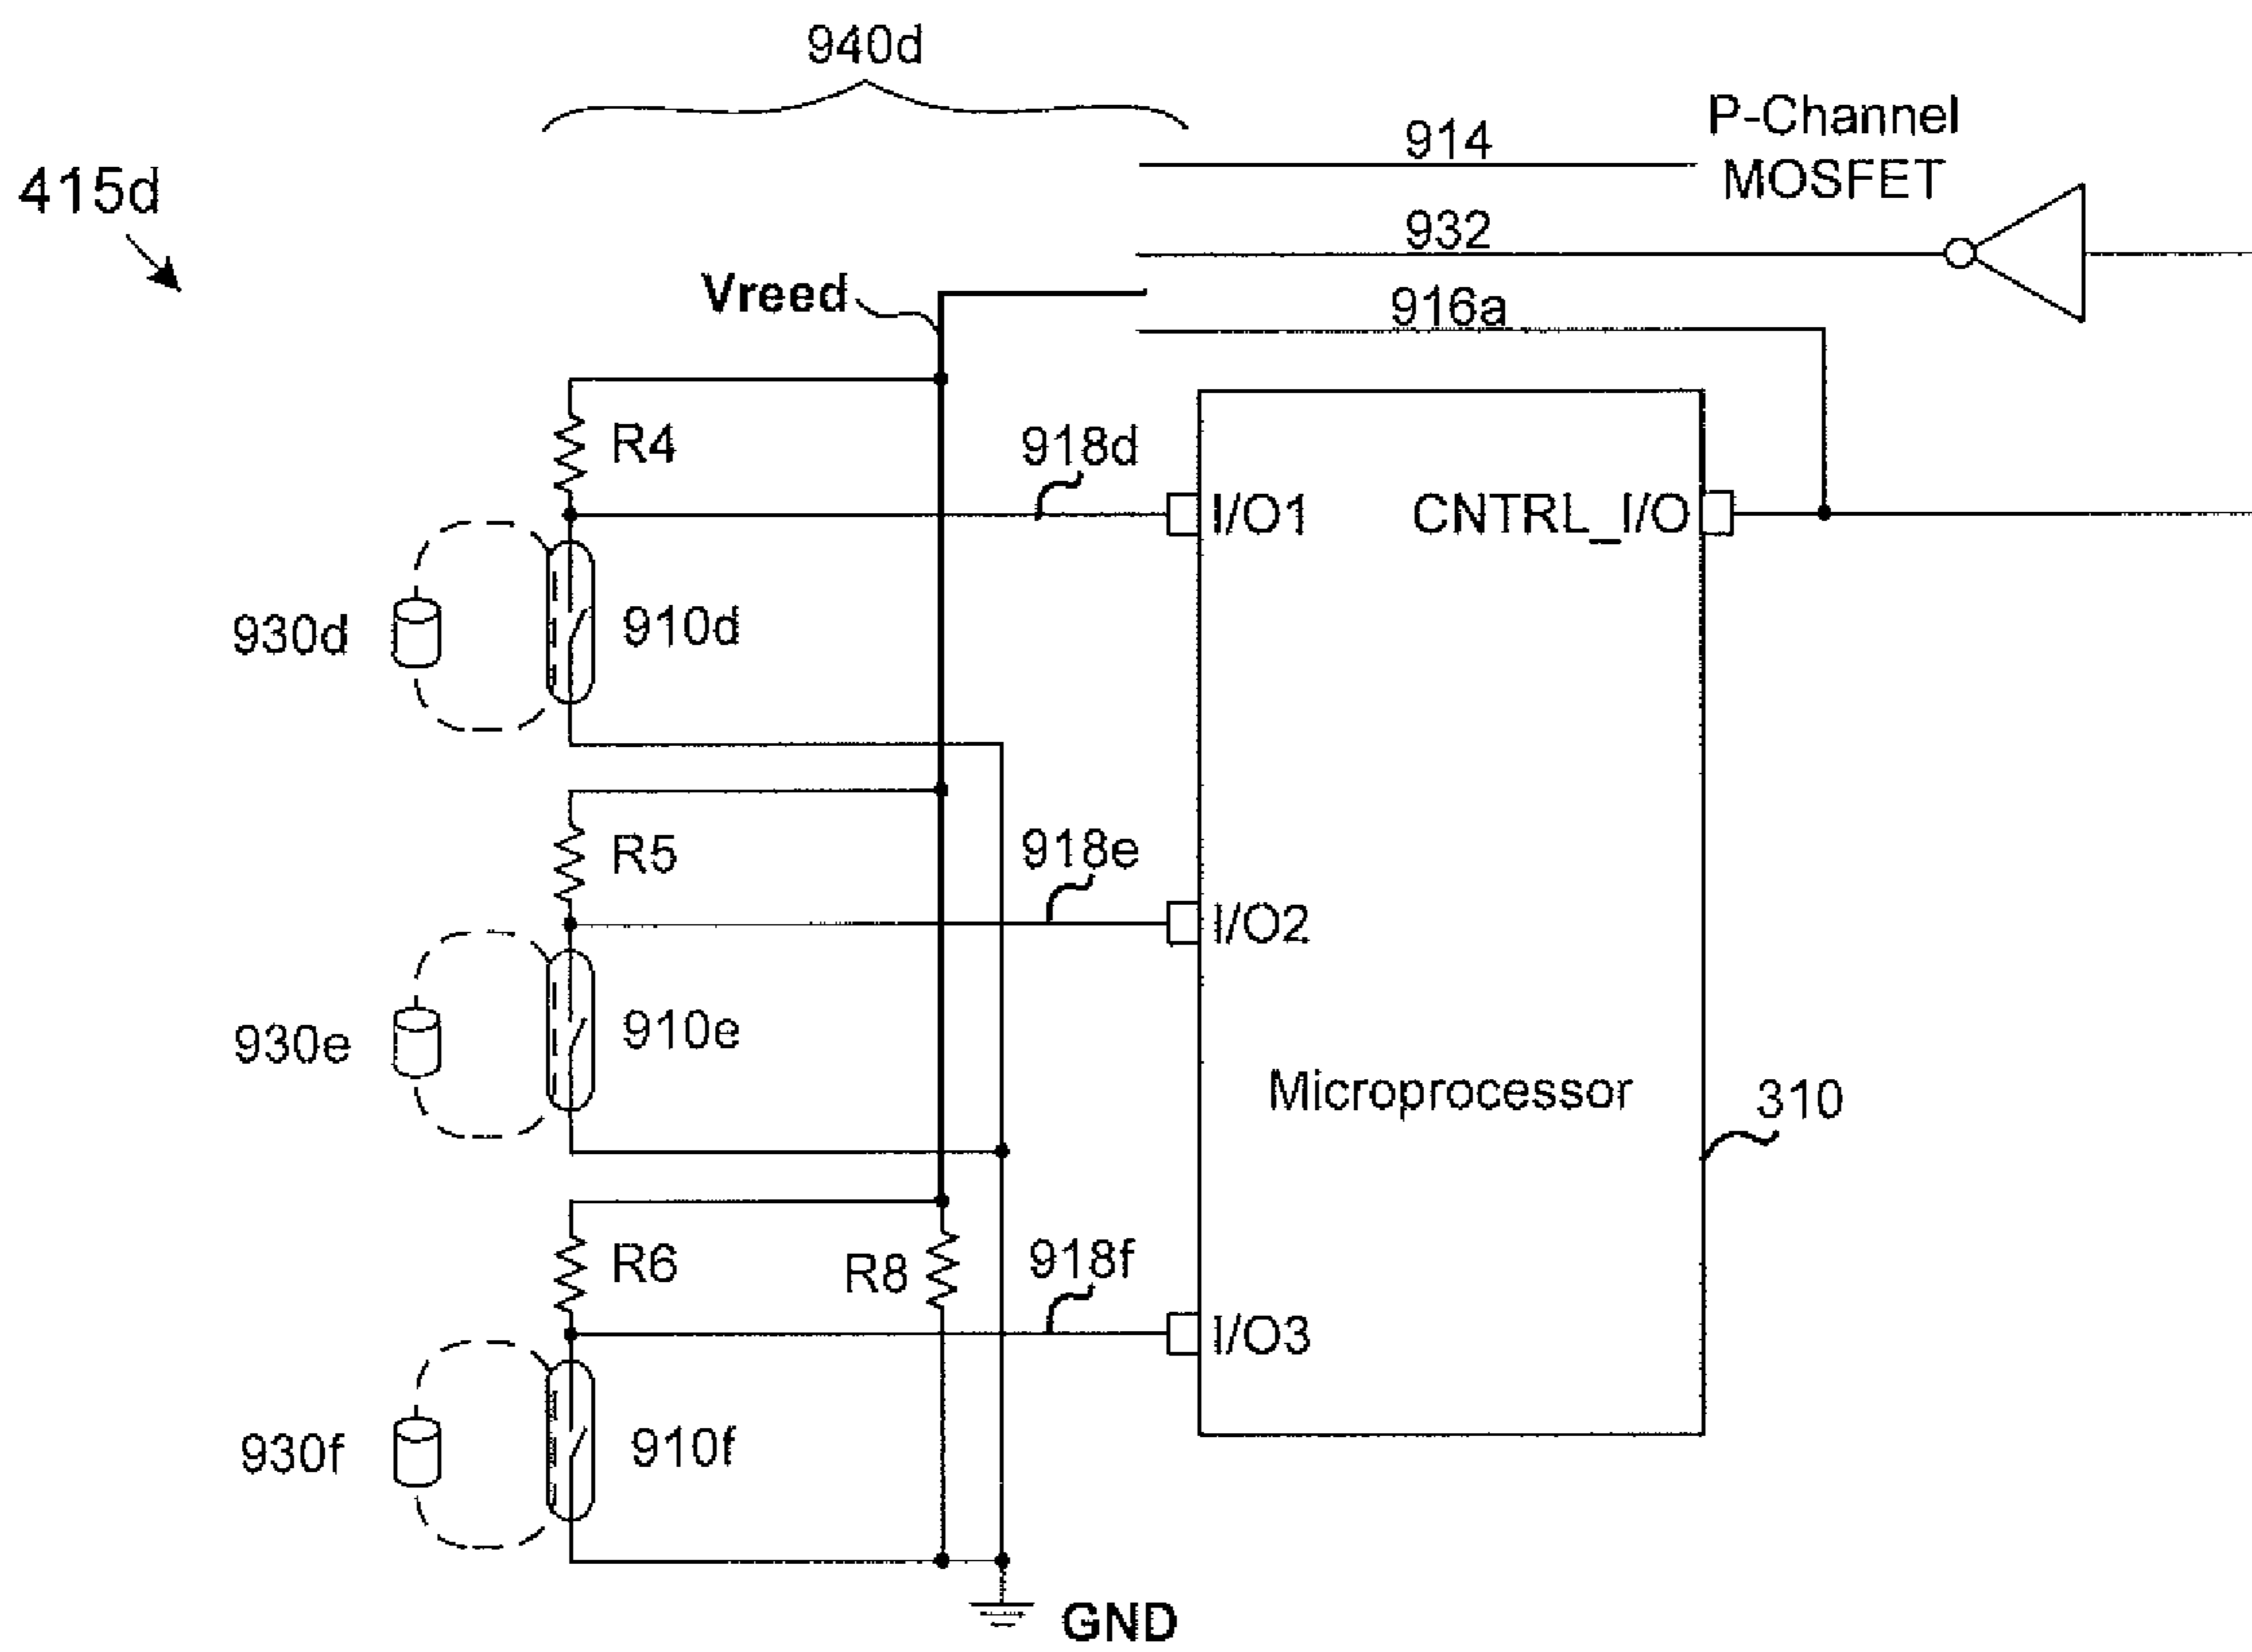 940d
P-Channel
MOSFET
914
415d
932
Vreed
916a
R4
918d
I/O1
CNTRL_I/O
930d
910d
R5
918e
I/O2
930e
910e
Microprocessor
310
R6
R8
918f
I/O3
930f
910f
GND